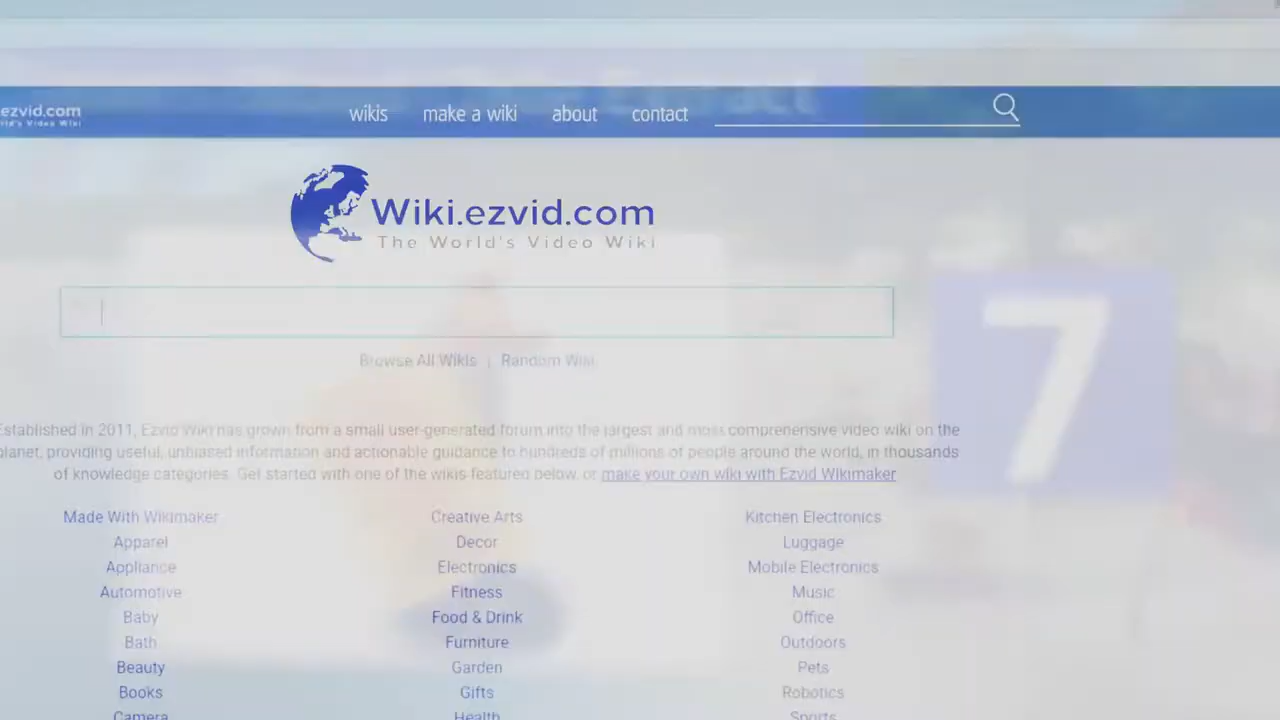 ezvid.com
wikis make a wiki about contact
Wiki.ezvid.com
The World's Video Wiki
Browse All Wikis | Random Wiki
Established in 2011, Ezvid Wiki has grown from a small user-generated forum into the largest and most comprehensive video wiki on the
planet, providing useful, unbiased information and actionable guidance to hundreds of millions of people around the world, in thousands
of knowledge categories. Get started with one of the wikis featured below, or make your own wiki with Ezvid Wikimaker
7
Made With Wikimaker Creative Arts Kitchen Electronics
Apparel Decor Luggage
Appliance Electronics Mobile Electronics
Automotive Fitness Music
Baby Food & Drink Office
Bath Furniture Outdoors
Beauty Garden Pets
Books Gifts Robotics
Camera Health Sports